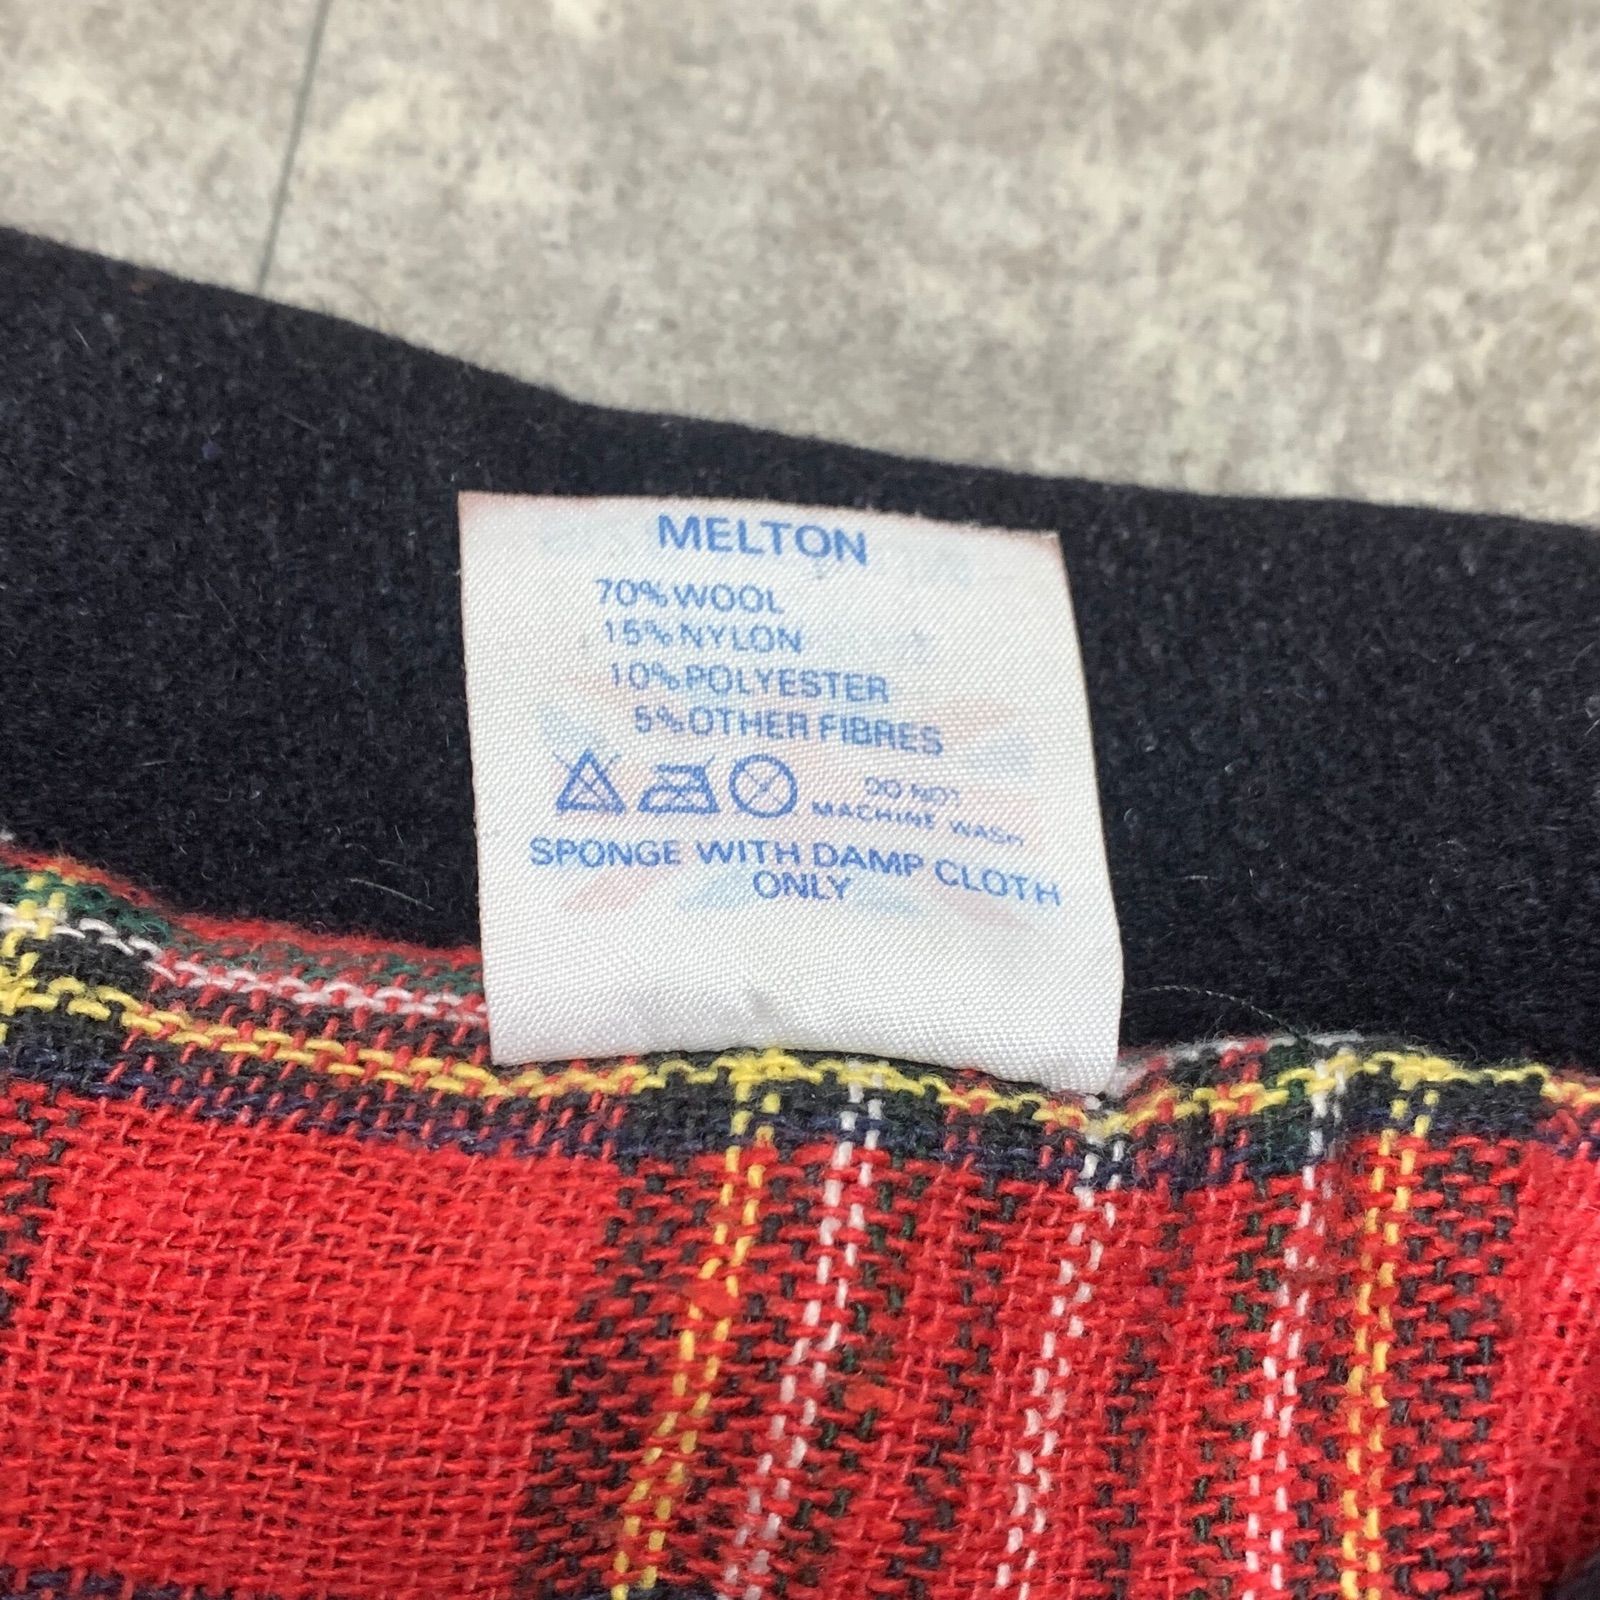 MELTON
70% WOOL
15% NYLON
10% POLYESTER
5% OTHER FIBRES
DO NOT
MACHINE WASH
SPONGE WITH DAMP CLOTH
ONLY